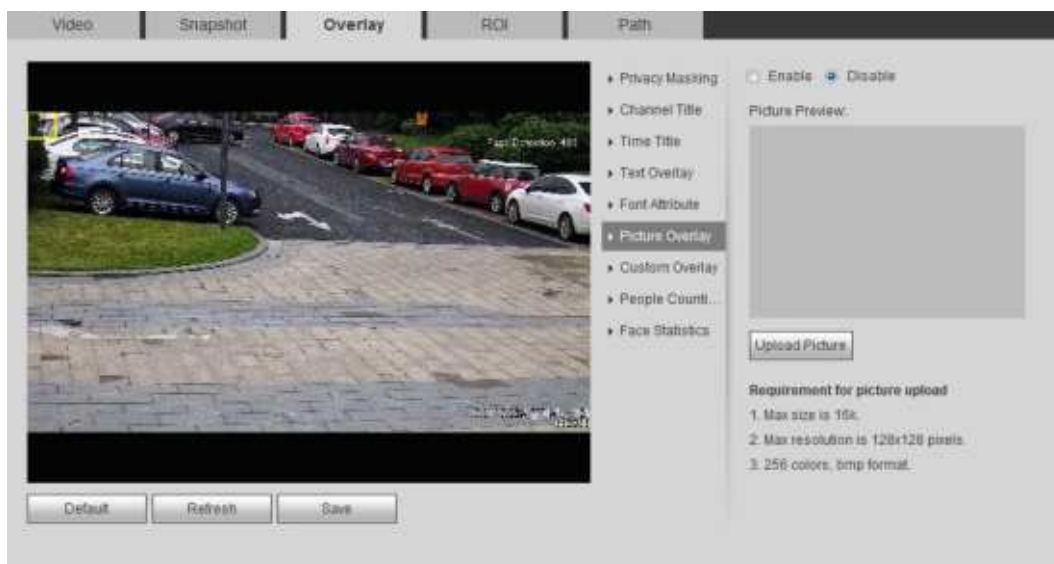 Video
Snapshot
Overlay
ROI
Path
Privacy Masking
Channel Title
Time Title
Text Overlay
Font Attribute
Picture Overlay
Custom Overlay
People Counti...
Face Statistics
Enable
Disable
Picture Preview:
Upload Picture
Requirement for picture upload
1. Max size is 16k.
2. Max resolution is 128x128 pixels.
3. 256 colors, bmp format.
Default
Refresh
Save